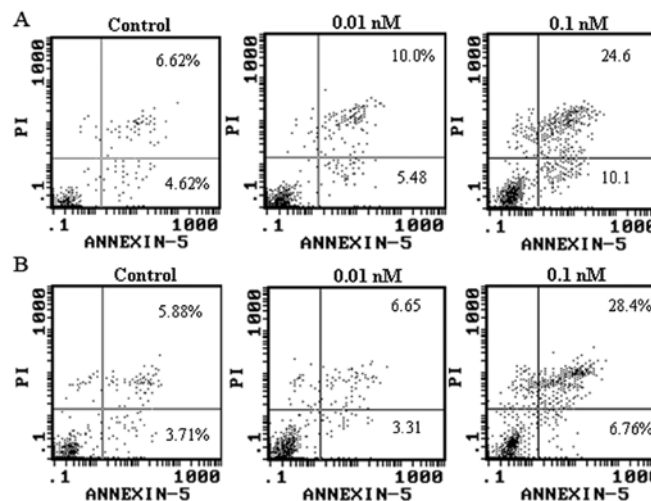 A
Control
0.01 nM
0.1 nM
1000
PI
.1
6.62%
4.62%
.1
1000
ANNEXIN-5
1000
PI
.1
10.0%
5.48
.1
1000
ANNEXIN-5
1000
PI
.1
24.6
10.1
.1
1000
ANNEXIN-5
B
Control
0.01 nM
0.1 nM
1000
PI
.1
5.88%
3.71%
.1
1000
ANNEXIN-5
1000
PI
.1
6.65
3.31
.1
1000
ANNEXIN-5
1000
PI
.1
28.4%
6.76%
.1
1000
ANNEXIN-5